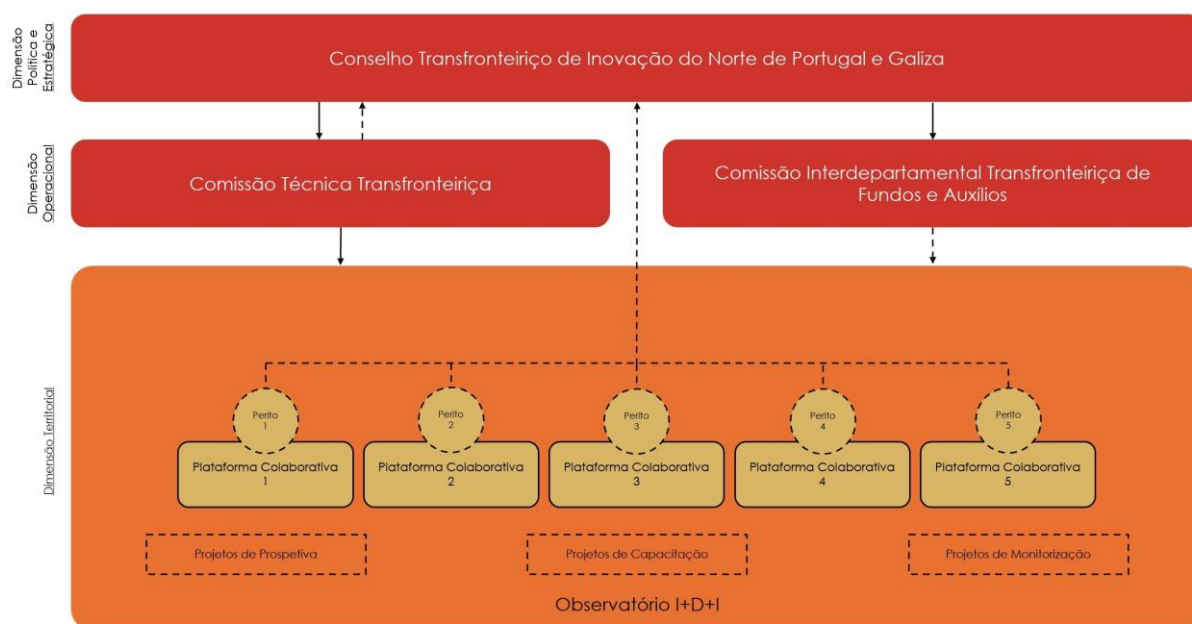 Dimensão
Política e
Estratégica
Conselho Transfronteiriço de Inovação do Norte de Portugal e Galiza
Dimensão
Operacional
Comissão Técnica Transfronteiriça
Comissão Interdepartamental Transfronteiriça de
Fundos e Auxílios
Dimensão Territorial
Perito
1
Perito
2
Perito
3
Perito
4
Perito
5
Plataforma Colaborativa
1
Plataforma Colaborativa
2
Plataforma Colaborativa
3
Plataforma Colaborativa
4
Plataforma Colaborativa
5
Projetos de Prospetiva
Projetos de Capacitação
Projetos de Monitorização
Observatório I+D+I